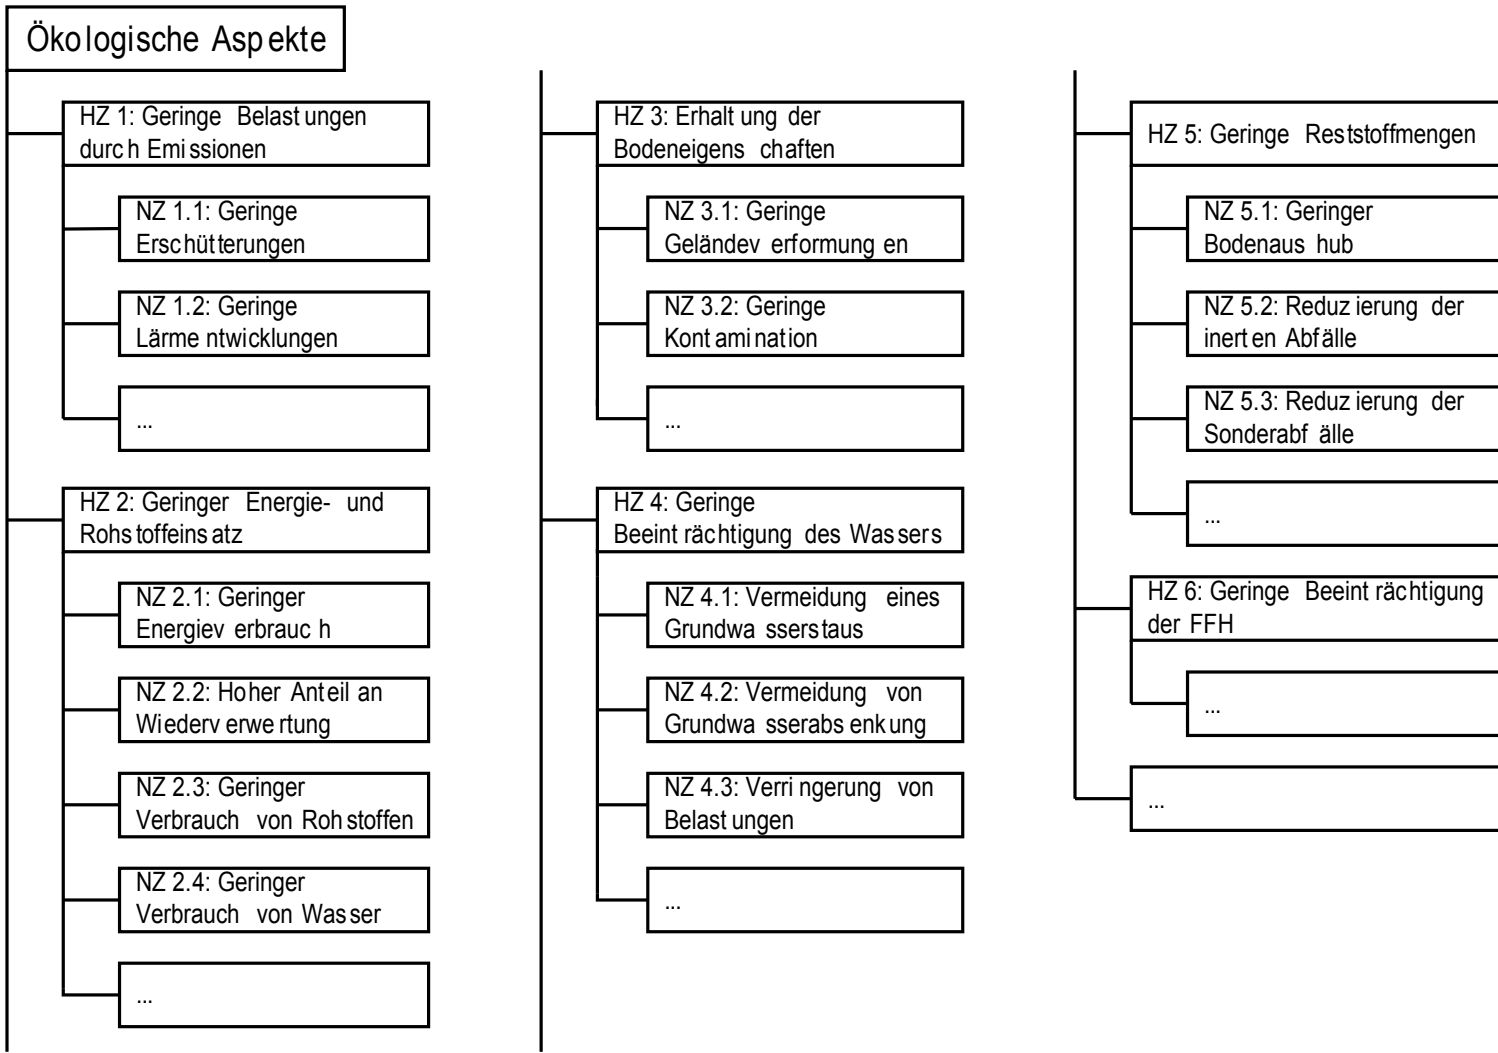 Ökologische Aspekte
HZ 1: Geringe Belastungen
durch Emissionen
NZ 1.1: Geringe
Erschütterungen
NZ 1.2: Geringe
Lärmentwicklungen
...
HZ 2: Geringer Energie- und
Rohstoffeinsatz
NZ 2.1: Geringer
Energieverbrauch
NZ 2.2: Hoher Anteil an
Wiederverwertung
NZ 2.3: Geringer
Verbrauch von Rohstoffen
NZ 2.4: Geringer
Verbrauch von Wasser
...
HZ 3: Erhaltung der
Bodeneigenschaften
NZ 3.1: Geringe
Geländeverformungen
NZ 3.2: Geringe
Kontamination
...
HZ 4: Geringe
Beeinträchtigung des Wassers
NZ 4.1: Vermeidung eines
Grundwasserstaus
NZ 4.2: Vermeidung von
Grundwasserabsenkung
NZ 4.3: Verringerung von
Belastungen
...
HZ 5: Geringe Reststoffmengen
NZ 5.1: Geringer
Bodenaushub
NZ 5.2: Reduzierung der
inerten Abfälle
NZ 5.3: Reduzierung der
Sonderabfälle
...
HZ 6: Geringe Beeinträchtigung
der FFH
...
...